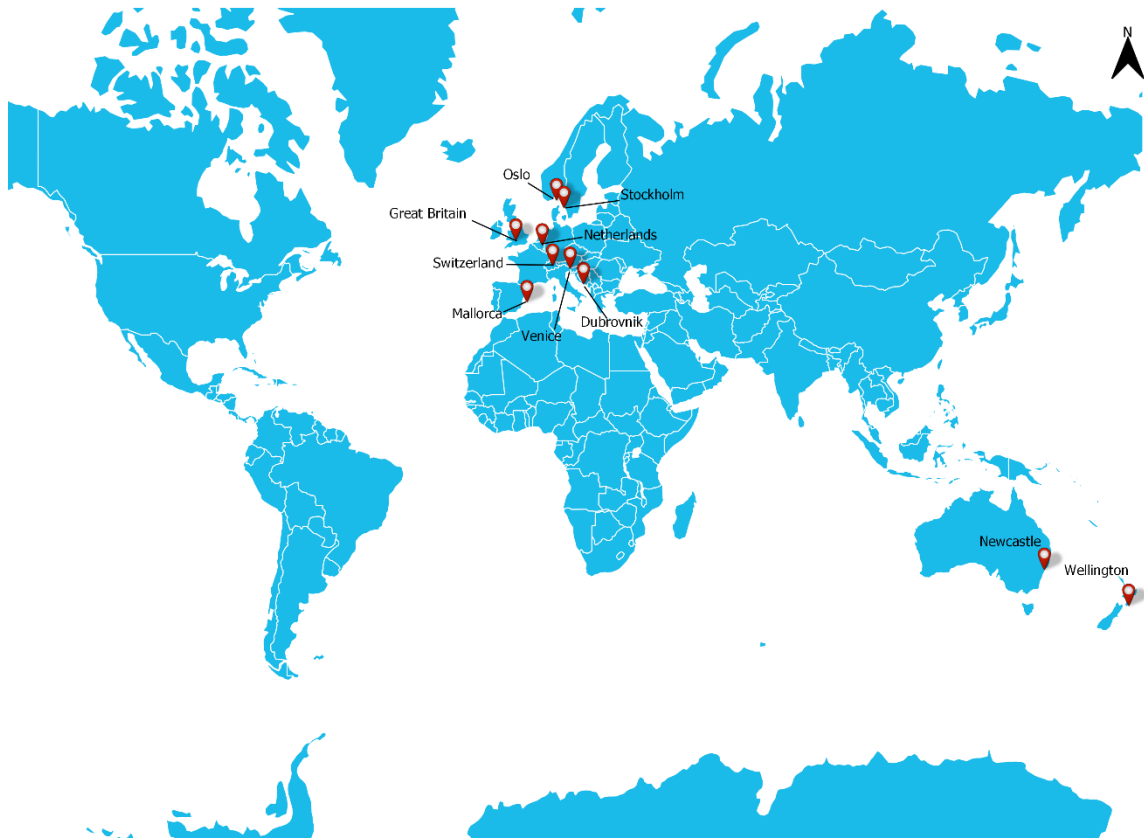 N
Oslo
Stockholm
Great Britain
Netherlands
Switzerland
Mallorca
Venice
Dubrovnik
Newcastle
Wellington